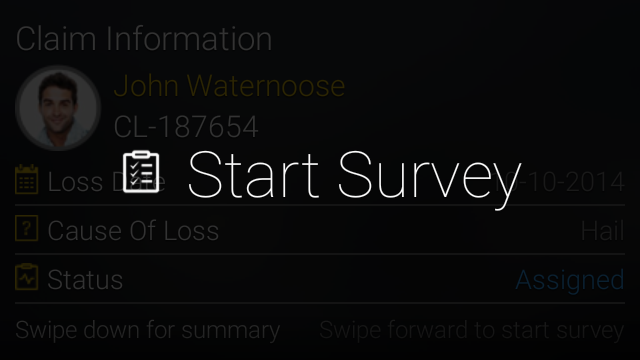 Claim Information
John Waternoose
CL-187654
Start Survey
Loss Date 10-10-2014
Cause Of Loss Hail
Status Assigned
Swipe down for summary Swipe forward to start survey